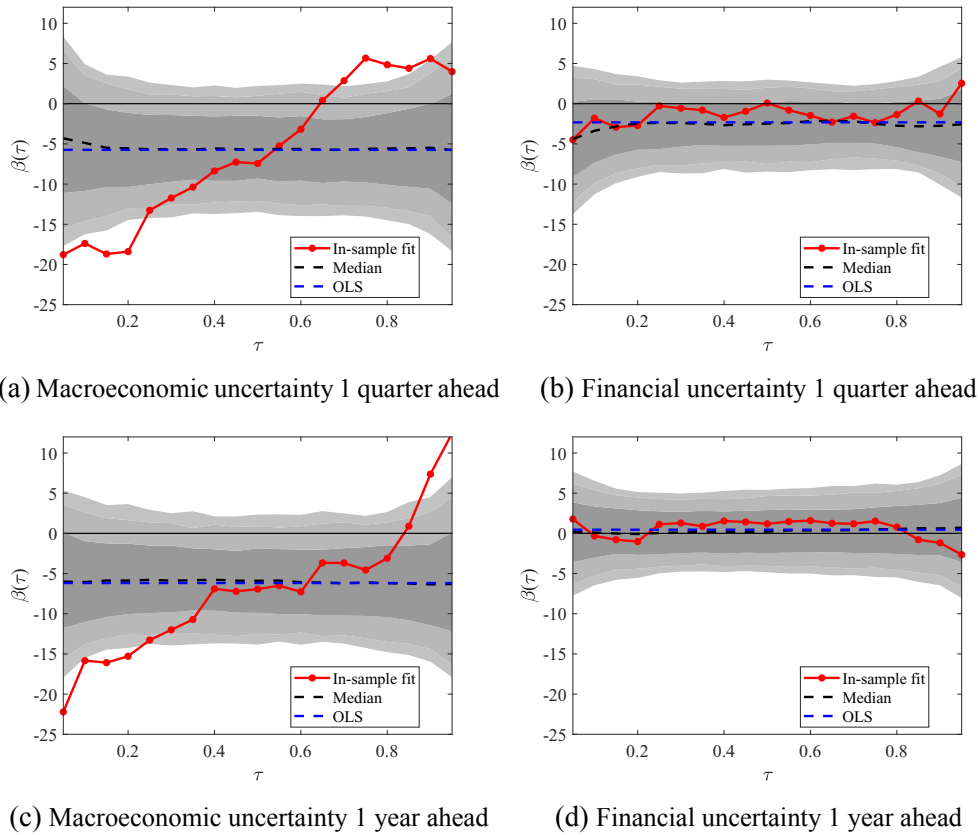 10
5
0
-5
-10
-15
-20
-25
β(τ)
0.2
0.4
0.6
0.8
τ
In-sample fit
Median
OLS
10
5
0
-5
-10
-15
-20
-25
β(τ)
0.2
0.4
0.6
0.8
τ
In-sample fit
Median
OLS
(a) Macroeconomic uncertainty 1 quarter ahead
(b) Financial uncertainty 1 quarter ahead
10
5
0
-5
-10
-15
-20
-25
β(τ)
0.2
0.4
0.6
0.8
τ
In-sample fit
Median
OLS
10
5
0
-5
-10
-15
-20
-25
β(τ)
0.2
0.4
0.6
0.8
τ
In-sample fit
Median
OLS
(c) Macroeconomic uncertainty 1 year ahead
(d) Financial uncertainty 1 year ahead